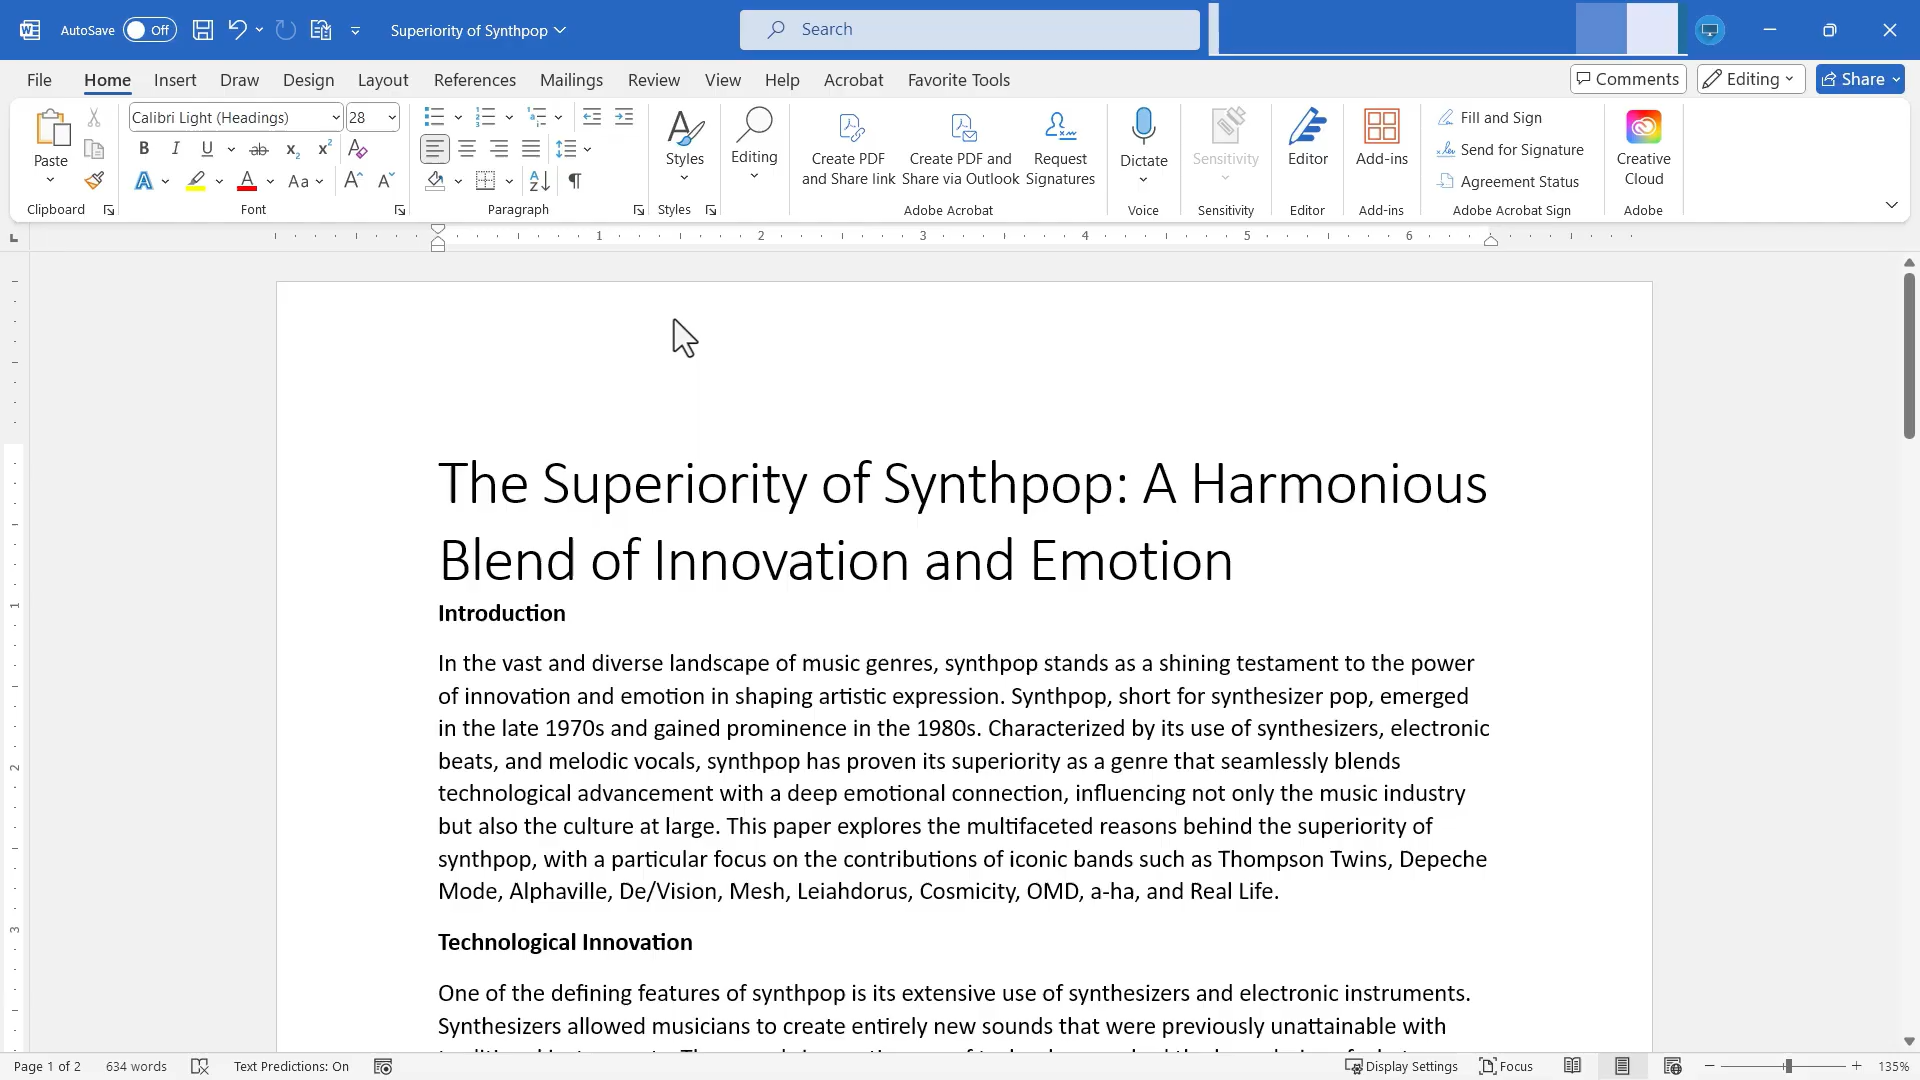 AutoSave Off Superiority of Synthpop Search
File Home Insert Draw Design Layout References Mailings Review View Help Acrobat Favorite Tools Comments Editing Share
Calibri Light (Headings) 28
Paste
Styles
Editing
Create PDF and Share link
Create PDF and Share via Outlook
Request Signatures
Dictate
Sensitivity
Editor
Add-ins
Fill and Sign
Send for Signature
Agreement Status
Creative Cloud
Clipboard Font Paragraph Styles Adobe Acrobat Voice Sensitivity Editor Add-ins Adobe Acrobat Sign Adobe
1 2 3 4 5 6
The Superiority of Synthpop: A Harmonious
Blend of Innovation and Emotion
Introduction
In the vast and diverse landscape of music genres, synthpop stands as a shining testament to the power
of innovation and emotion in shaping artistic expression. Synthpop, short for synthesizer pop, emerged
in the late 1970s and gained prominence in the 1980s. Characterized by its use of synthesizers, electronic
beats, and melodic vocals, synthpop has proven its superiority as a genre that seamlessly blends
technological advancement with a deep emotional connection, influencing not only the music industry
but also the culture at large. This paper explores the multifaceted reasons behind the superiority of
synthpop, with a particular focus on the contributions of iconic bands such as Thompson Twins, Depeche
Mode, Alphaville, De/Vision, Mesh, Leiahdorus, Cosmicity, OMD, a-ha, and Real Life.
Technological Innovation
One of the defining features of synthpop is its extensive use of synthesizers and electronic instruments.
Synthesizers allowed musicians to create entirely new sounds that were previously unattainable with
Page 1 of 2 634 words Text Predictions: On Display Settings Focus 135%